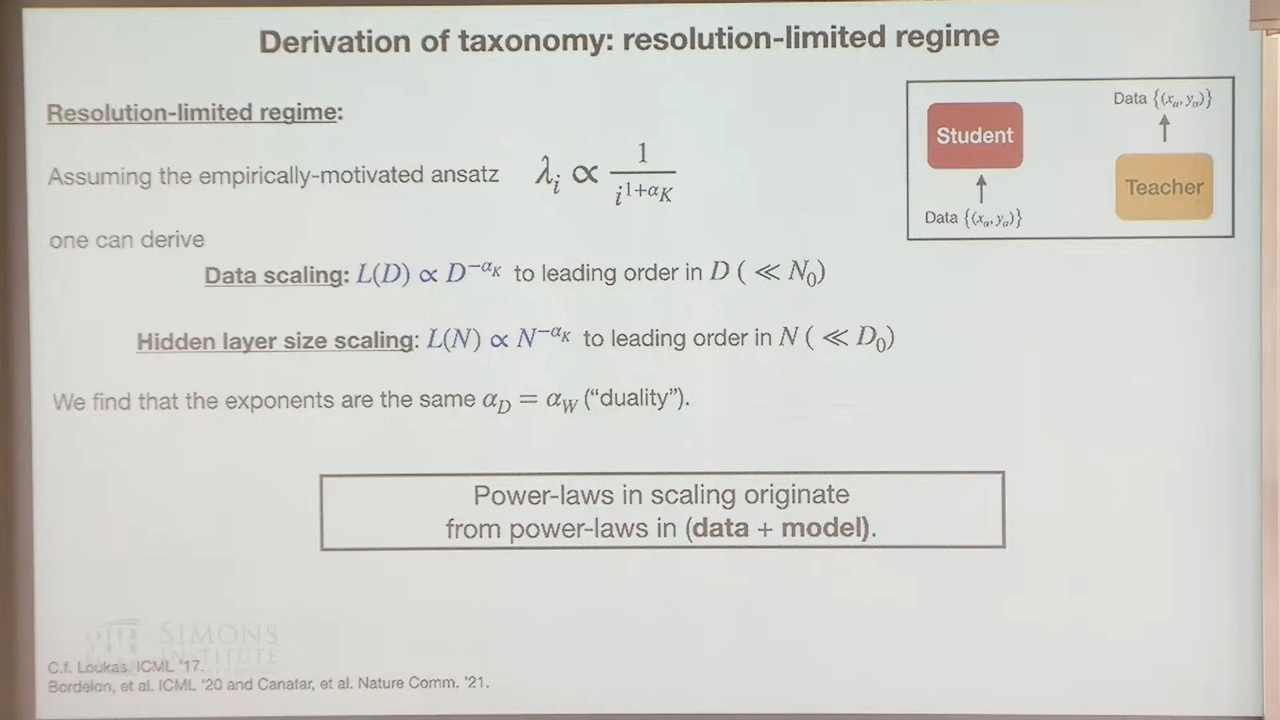 Derivation of taxonomy: resolution-limited regime
Resolution-limited regime:
Assuming the empirically-motivated ansatz λ_i ∝ 1 / i^{1+α_K}
one can derive
Data scaling: L(D) ∝ D^{−α_K} to leading order in D ( ≪ N_0)
Hidden layer size scaling: L(N) ∝ N^{−α_K} to leading order in N ( ≪ D_0)
We find that the exponents are the same α_D = α_W ("duality").
Student
Data {(x_α, y_α)}
Data {(x_α, y_α)}
Teacher
Power-laws in scaling originate
from power-laws in (data + model).
SIMONS
INSTITUTE
C.f. Loukas, ICML '17.
Bordelon, et al. ICML '20 and Canatar, et al. Nature Comm. '21.